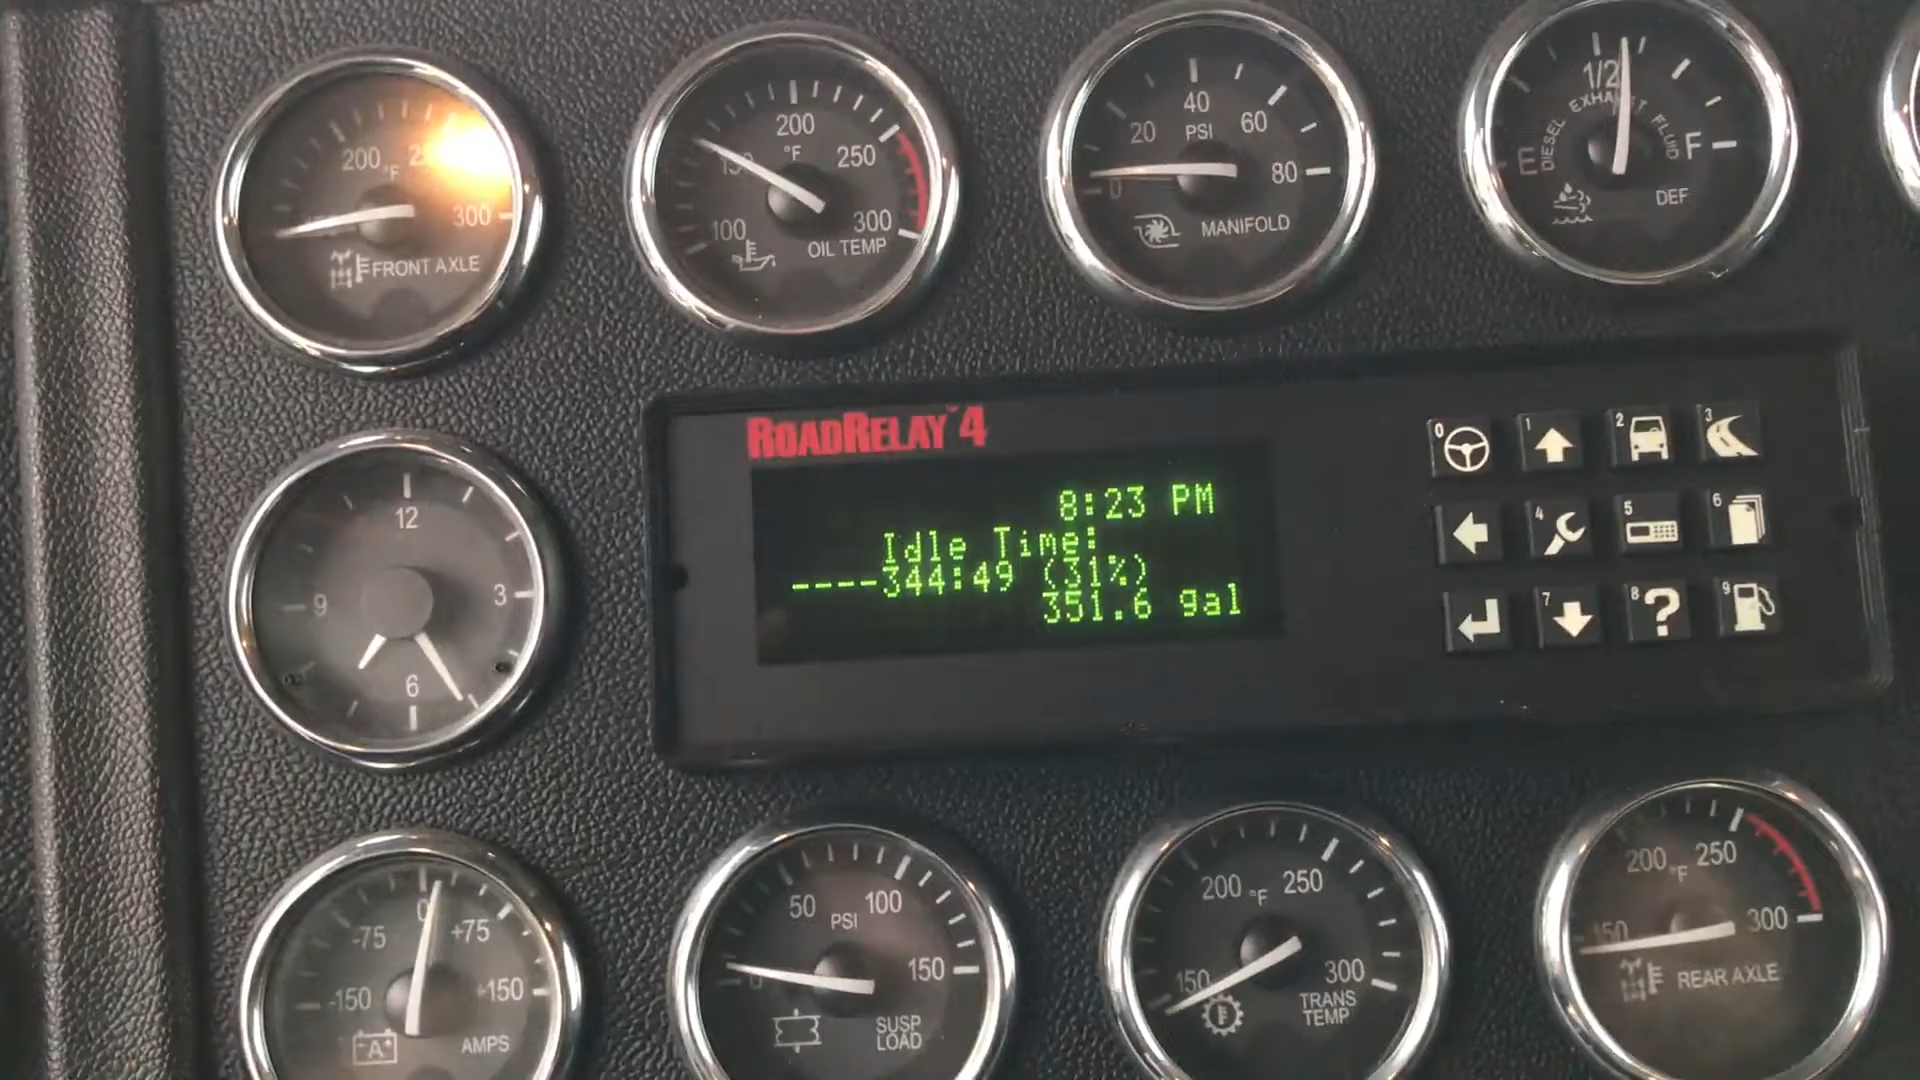 200
°F
300
FRONT AXLE
200
°F
150
250
100
300
OIL TEMP
40
20
PSI
60
0
80
MANIFOLD
1/2
DIESEL EXHAUST FLUID
E
F
DEF
12
9
3
6
ROADRELAY™4
8:23 PM
Idle Time:
----344:49 (31%)
351.6 gal
0
1
2
3
4
5
6
7
8
?
9
0
-75
+75
-150
+150
A
AMPS
50
PSI
100
0
150
SUSP
LOAD
200
°F
250
150
300
TRANS
TEMP
200
°F
250
150
300
REAR AXLE